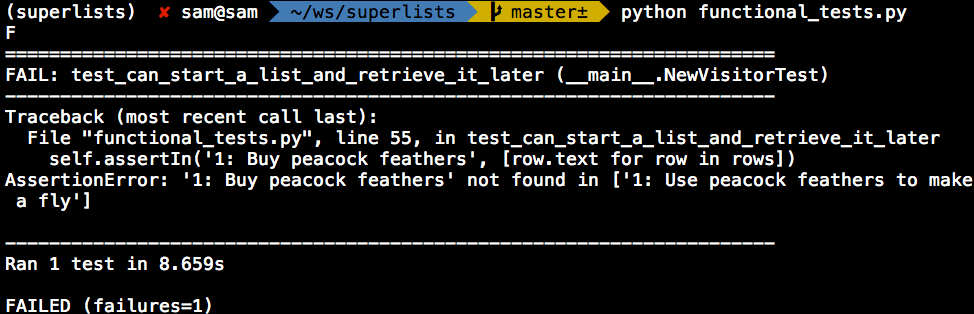 (superlists) ✘ sam@sam ~/ws/superlists master± python functional_tests.py
F
======================================================================
FAIL: test_can_start_a_list_and_retrieve_it_later (__main__.NewVisitorTest)
----------------------------------------------------------------------
Traceback (most recent call last):
  File "functional_tests.py", line 55, in test_can_start_a_list_and_retrieve_it_later
    self.assertIn('1: Buy peacock feathers', [row.text for row in rows])
AssertionError: '1: Buy peacock feathers' not found in ['1: Use peacock feathers to make
 a fly']
----------------------------------------------------------------------
Ran 1 test in 8.659s
FAILED (failures=1)